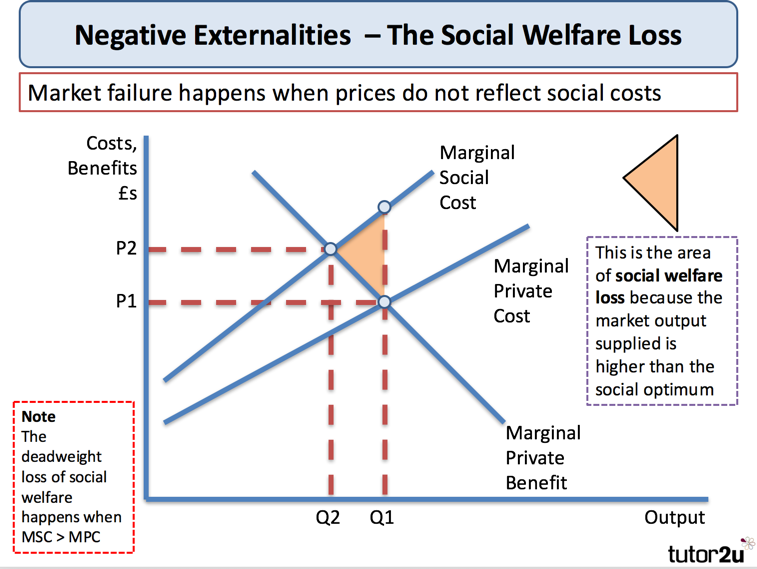 Negative Externalities – The Social Welfare Loss
Market failure happens when prices do not reflect social costs
Costs,
Benefits
£s
Marginal
Social
Cost
P2
P1
Marginal
Private
Cost
This is the area
of social welfare
loss because the
market output
supplied is
higher than the
social optimum
Note
The
deadweight
loss of social
welfare
happens when
MSC > MPC
Marginal
Private
Benefit
Q2
Q1
Output
tutor2u